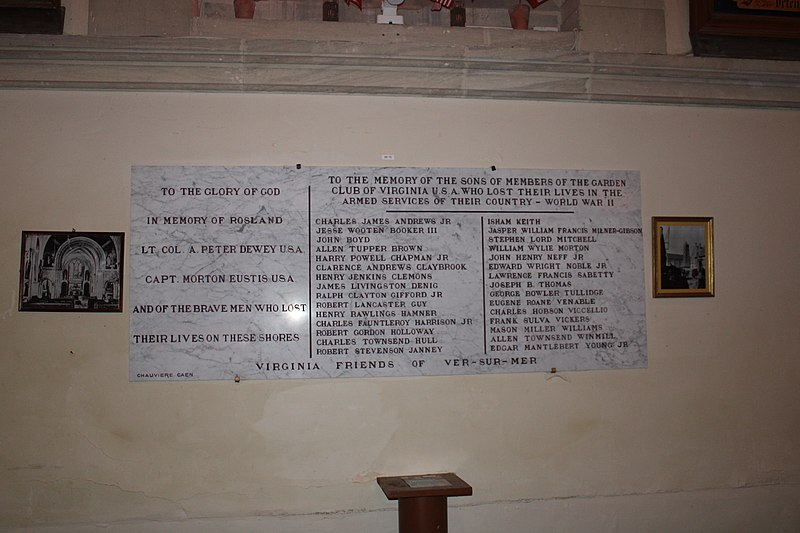 TO THE GLORY OF GOD
IN MEMORY OF ROSLAND
LT. COL. A. PETER DEWEY U.S.A.
CAPT. MORTON EUSTIS U.S.A.
AND OF THE BRAVE MEN WHO LOST
THEIR LIVES ON THESE SHORES
TO THE MEMORY OF THE SONS OF MEMBERS OF THE GARDEN
CLUB OF VIRGINIA U.S.A. WHO LOST THEIR LIVES IN THE
ARMED SERVICES OF THEIR COUNTRY - WORLD WAR II
CHARLES JAMES ANDREWS JR
JESSE WOOTEN BOOKER III
JOHN BOYD
ALLEN TUPPER BROWN
HARRY POWELL CHAPMAN JR
CLARENCE ANDREWS CLAYBROOK
HENRY JENKINS CLEMONS
JAMES LIVINGSTON DENIG
RALPH CLAYTON GIFFORD JR
ROBERT LANCASTER GUY
HENRY RAWLINGS HAMNER
CHARLES FAUNTLEROY HARRISON JR
ROBERT GORDON HOLLOWAY
CHARLES TOWNSEND HULL
ROBERT STEVENSON JANNEY
ISHAM KEITH
JASPER WILLIAM FRANCIS MILNER-GIBSON
STEPHEN LORD MITCHELL
WILLIAM WYLIE MORTON
JOHN HENRY NEFF JR
EDWARD WRIGHT NOBLE JR
LAWRENCE FRANCIS SABETTY
JOSEPH B. THOMAS
GEORGE BOWLER TULLIDGE
EUGENE ROANE VENABLE
CHARLES HOBSON VICCELLIO
FRANK SULVA VICKERS
MASON MILLER WILLIAMS
ALLEN TOWNSEND WINMILL
EDGAR MANTLEBERT YOUNG JR
VIRGINIA FRIENDS OF VER-SUR-MER
CHAUVIERE CAEN